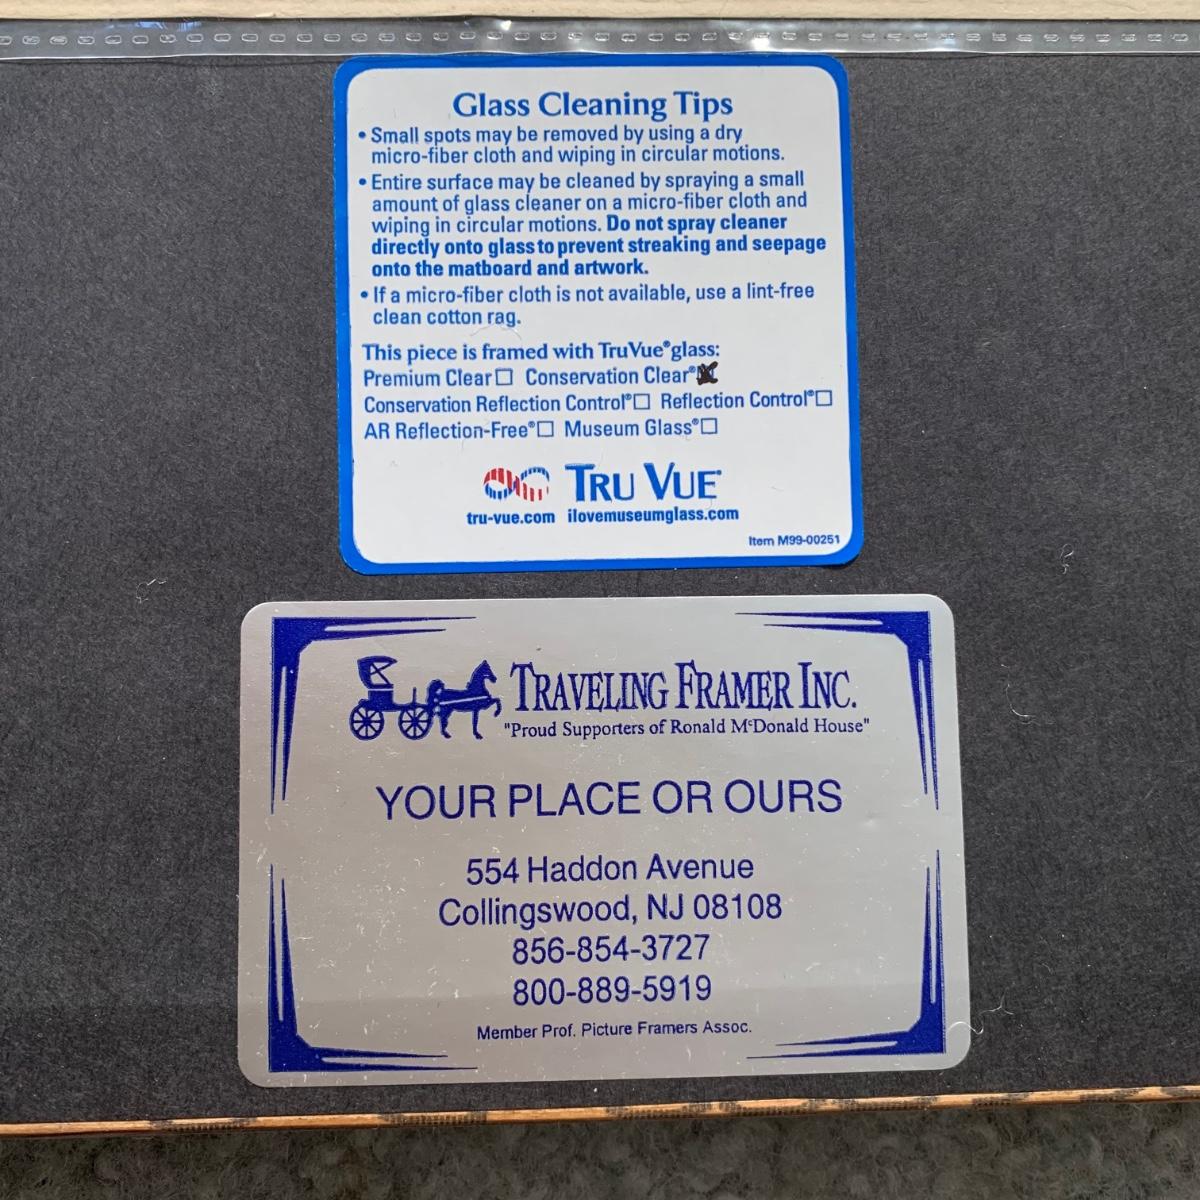 Glass Cleaning Tips
• Small spots may be removed by using a dry
micro-fiber cloth and wiping in circular motions.
• Entire surface may be cleaned by spraying a small
amount of glass cleaner on a micro-fiber cloth and
wiping in circular motions. Do not spray cleaner
directly onto glass to prevent streaking and seepage
onto the matboard and artwork.
• If a micro-fiber cloth is not available, use a lint-free
clean cotton rag.
This piece is framed with TruVue® glass:
Premium Clear☐ Conservation Clear®☒
Conservation Reflection Control®☐ Reflection Control®☐
AR Reflection-Free®☐ Museum Glass®☐
TRU VUE®
tru-vue.com ilovemuseumglass.com
Item M99-00251
TRAVELING FRAMER INC.
"Proud Supporters of Ronald McDonald House"
YOUR PLACE OR OURS
554 Haddon Avenue
Collingswood, NJ 08108
856-854-3727
800-889-5919
Member Prof. Picture Framers Assoc.